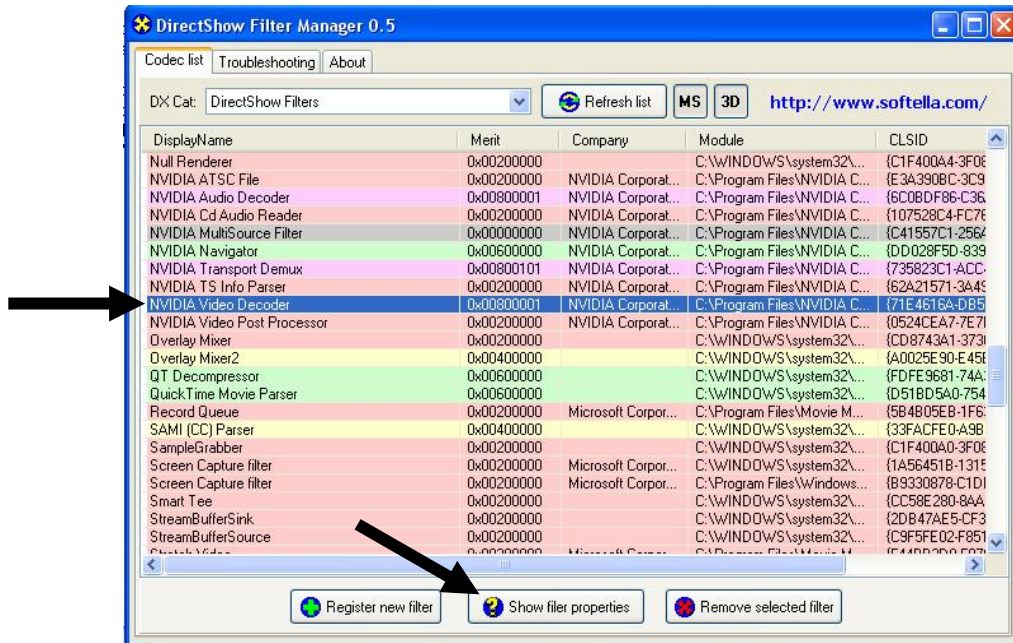 DirectShow Filter Manager 0.5
Codec list Troubleshooting About
DX Cat: DirectShow Filters Refresh list MS 3D http://www.softella.com/
DisplayName Merit Company Module CLSID
Null Renderer 0x00200000 C:\WINDOWS\system32\... {C1F400A4-3F08
NVIDIA ATSC File 0x00200000 NVIDIA Corporat... C:\Program Files\NVIDIA C... {E3A390BC-3C9
NVIDIA Audio Decoder 0x00800001 NVIDIA Corporat... C:\Program Files\NVIDIA C... {6C0BDF86-C36
NVIDIA Cd Audio Reader 0x00200000 NVIDIA Corporat... C:\Program Files\NVIDIA C... {107528C4-FC76
NVIDIA MultiSource Filter 0x00000000 NVIDIA Corporat... C:\Program Files\NVIDIA C... {C41557C1-256A
NVIDIA Navigator 0x00600000 NVIDIA Corporat... C:\Program Files\NVIDIA C... {DD028F5D-839
NVIDIA Transport Demux 0x00800101 NVIDIA Corporat... C:\Program Files\NVIDIA C... {735823C1-ACC-
NVIDIA TS Info Parser 0x00200000 NVIDIA Corporat... C:\Program Files\NVIDIA C... {62A21571-3A49
NVIDIA Video Decoder 0x00800001 NVIDIA Corporat... C:\Program Files\NVIDIA C... {71E4616A-DB5
NVIDIA Video Post Processor 0x00200000 NVIDIA Corporat... C:\Program Files\NVIDIA C... {0524CEA7-7E7
Overlay Mixer 0x00200000 C:\WINDOWS\system32\... {CD8743A1-373
Overlay Mixer2 0x00400000 C:\WINDOWS\system32\... {A0025E90-E45E
QT Decompressor 0x00600000 C:\WINDOWS\system32\... {FDFE9681-74A
QuickTime Movie Parser 0x00600000 C:\WINDOWS\system32\... {D51BD5A0-754
Record Queue 0x00200000 Microsoft Corpor... C:\Program Files\Movie M... {5B4B05EB-1F6
SAMI (CC) Parser 0x00400000 C:\WINDOWS\system32\... {33FACFE0-A9B
SampleGrabber 0x00200000 C:\WINDOWS\system32\... {C1F400A0-3F08
Screen Capture filter 0x00200000 Microsoft Corpor... C:\Program Files\Movie M... {1A56451B-1315
Screen Capture filter 0x00200000 Microsoft Corpor... C:\Program Files\Windows... {B9330878-C1D
Smart Tee 0x00200000 C:\WINDOWS\system32\... {CC58E280-8AA
StreamBufferSink 0x00200000 C:\WINDOWS\system32\... {2DB47AE5-CF3
StreamBufferSource 0x00200000 C:\WINDOWS\system32\... {C9F5FE02-F851
Register new filter Show filer properties Remove selected filter